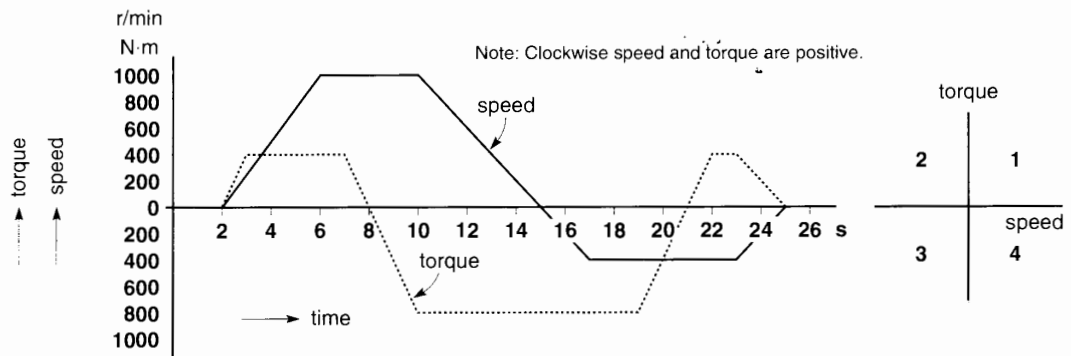 r/min
N·m
Note: Clockwise speed and torque are positive.
1000
800
600
400
200
0
200
400
600
800
1000
torque
speed
speed
torque
2 4 6 8 10 12 14 16 18 20 22 24 26 s
time
torque
2 1
speed
3 4